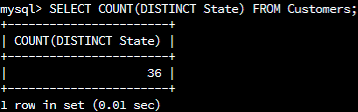 mysql> SELECT COUNT(DISTINCT State) FROM Customers;
+-----------------------+
| COUNT(DISTINCT State) |
+-----------------------+
|                    36 |
+-----------------------+
1 row in set (0.01 sec)